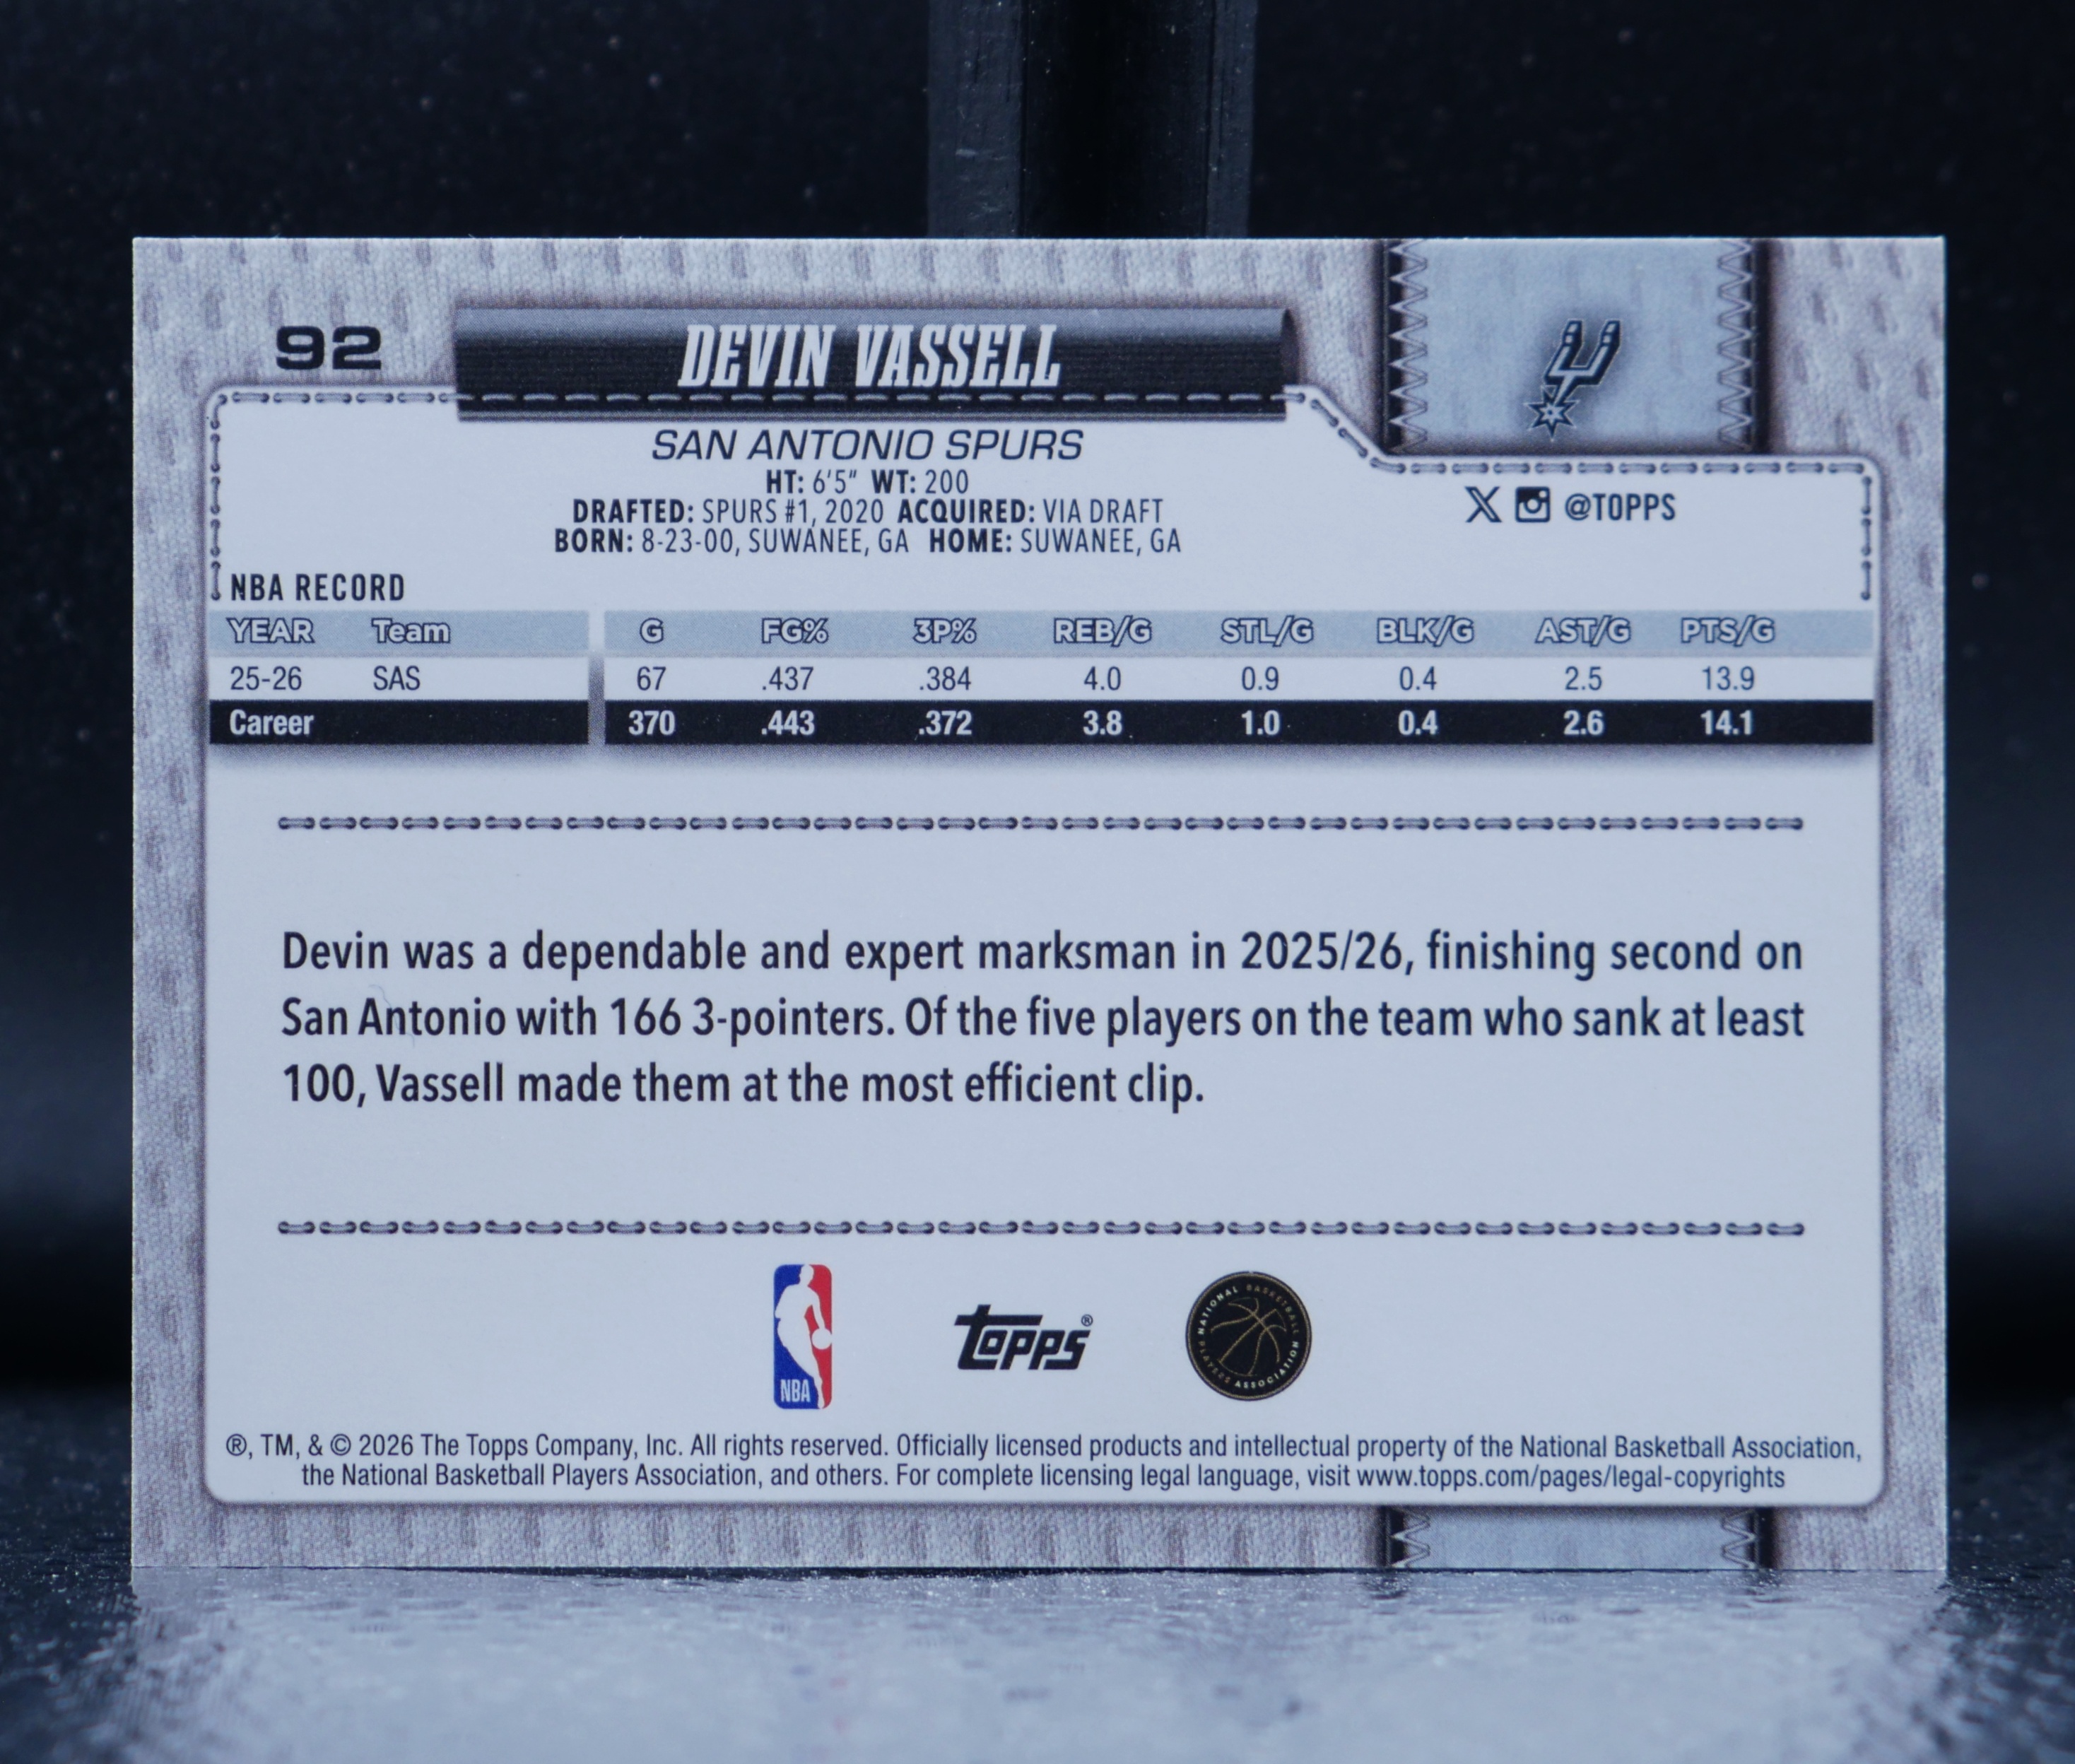 92
DEVIN VASSELL
SAN ANTONIO SPURS
HT: 6'5" WT: 200
DRAFTED: SPURS #1, 2020 ACQUIRED: VIA DRAFT
BORN: 8-23-00, SUWANEE, GA HOME: SUWANEE, GA
@TOPPS
NBA RECORD
YEAR Team G FG% 3P% REB/G STL/G BLK/G AST/G PTS/G
25-26 SAS 67 .437 .384 4.0 0.9 0.4 2.5 13.9
Career 370 .443 .372 3.8 1.0 0.4 2.6 14.1
Devin was a dependable and expert marksman in 2025/26, finishing second on
San Antonio with 166 3-pointers. Of the five players on the team who sank at least
100, Vassell made them at the most efficient clip.
NBA
topps®
NATIONAL BASKETBALL PLAYERS ASSOCIATION
®, TM, & © 2026 The Topps Company, Inc. All rights reserved. Officially licensed products and intellectual property of the National Basketball Association,
the National Basketball Players Association, and others. For complete licensing legal language, visit www.topps.com/pages/legal-copyrights